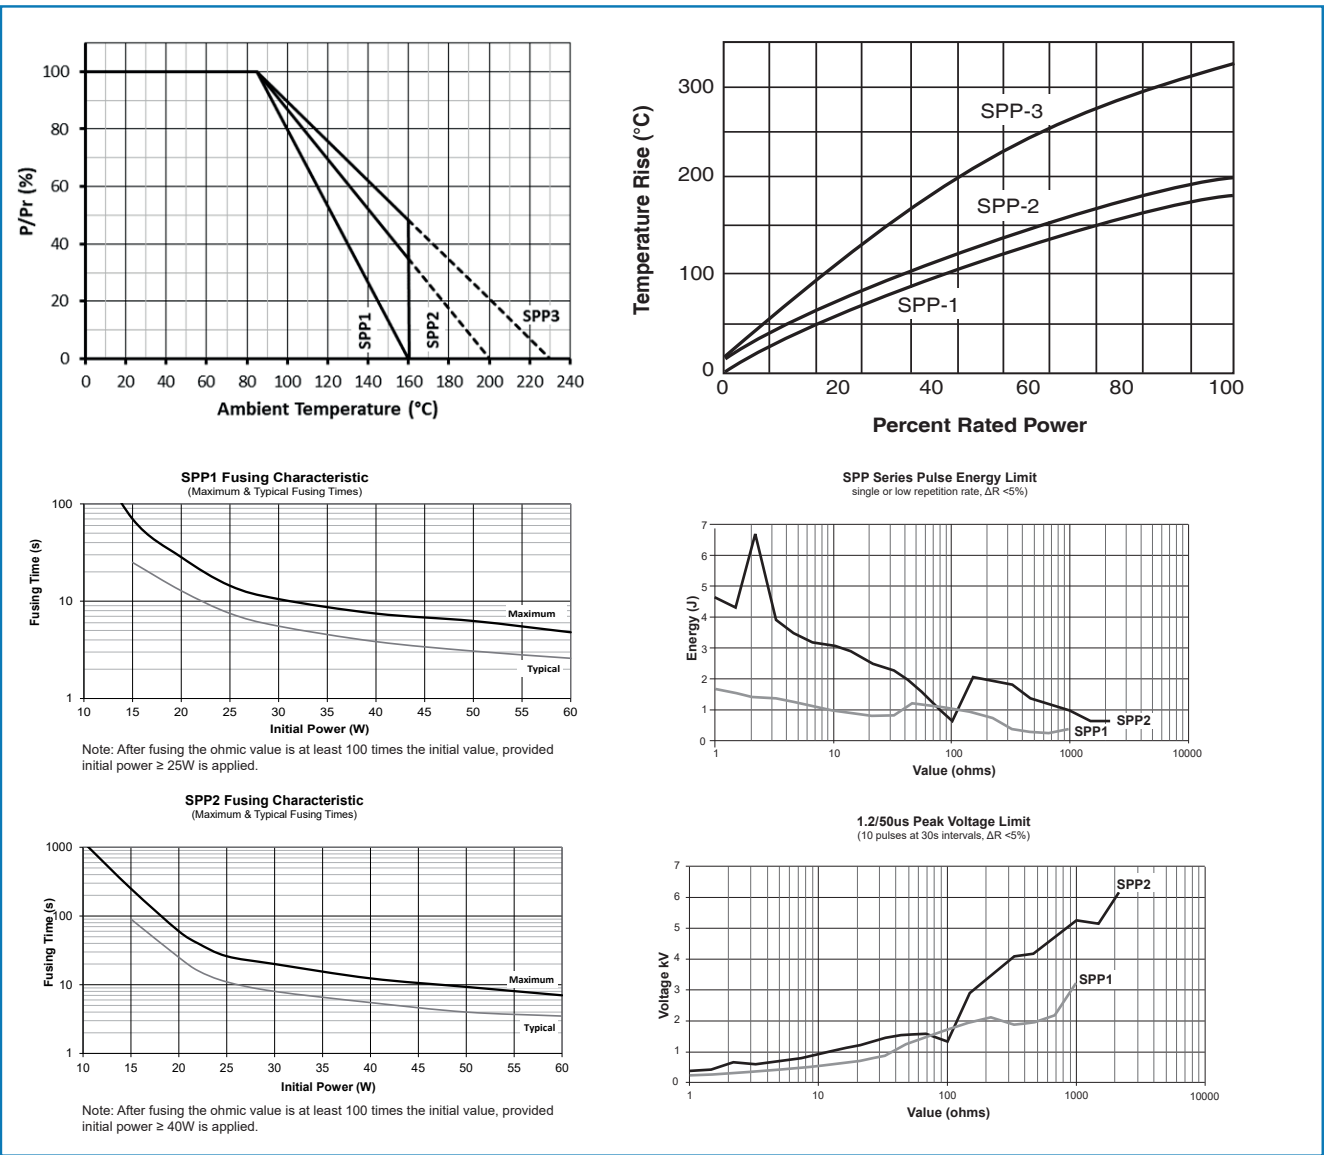 100
80
60
40
20
0
P/Pr (%)
SPP1
SPP2
SPP3
0 20 40 60 80 100 120 140 160 180 200 220 240
Ambient Temperature (°C)
300
200
100
0
Temperature Rise (°C)
SPP-3
SPP-2
SPP-1
0 20 40 60 80 100
Percent Rated Power
SPP1 Fusing Characteristic
(Maximum & Typical Fusing Times)
100
10
1
Fusing Time (s)
Maximum
Typical
10 15 20 25 30 35 40 45 50 55 60
Initial Power (W)
Note: After fusing the ohmic value is at least 100 times the initial value, provided
initial power ≥ 25W is applied.
SPP Series Pulse Energy Limit
single or low repetition rate, ΔR <5%)
7
6
5
4
3
2
1
0
Energy (J)
SPP2
SPP1
1 10 100 1000 10000
Value (ohms)
SPP2 Fusing Characteristic
(Maximum & Typical Fusing Times)
1000
100
10
1
Fusing Time (s)
Maximum
Typical
10 15 20 25 30 35 40 45 50 55 60
Initial Power (W)
Note: After fusing the ohmic value is at least 100 times the initial value, provided
initial power ≥ 40W is applied.
1.2/50us Peak Voltage Limit
(10 pulses at 30s intervals, ΔR <5%)
7
6
5
4
3
2
1
0
Voltage kV
SPP2
SPP1
1 10 100 1000 10000
Value (ohms)